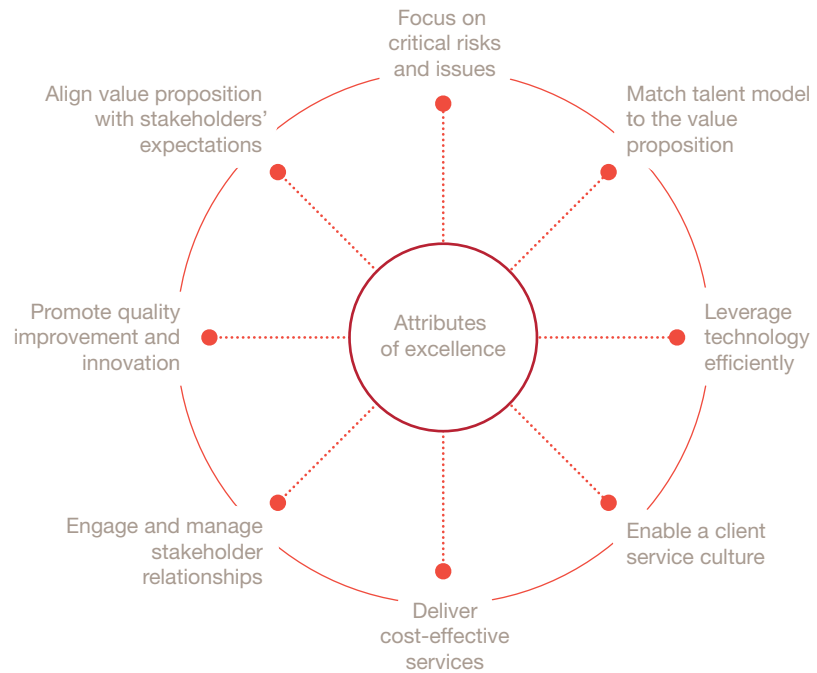 Focus on
critical risks
and issues
Align value proposition
with stakeholders’
expectations
Match talent model
to the value
proposition
Promote quality
improvement and
innovation
Attributes
of excellence
Leverage
technology
efficiently
Engage and manage
stakeholder
relationships
Enable a client
service culture
Deliver
cost-effective
services